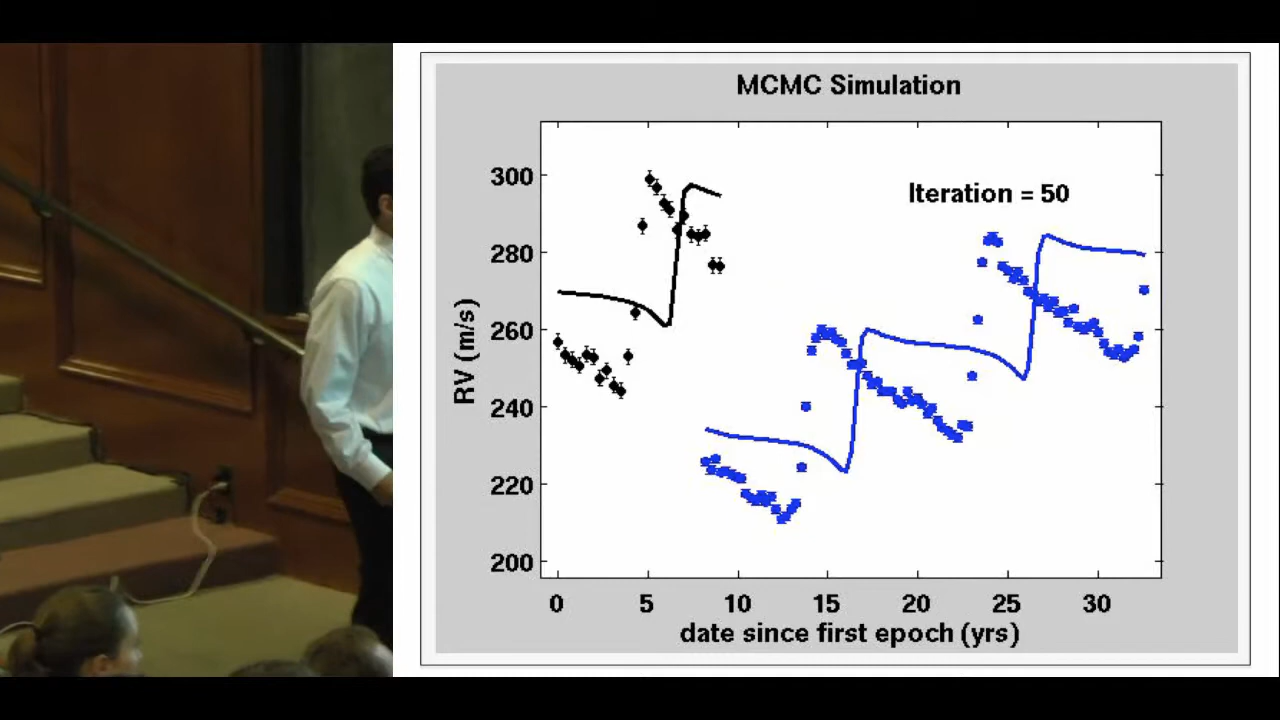 MCMC Simulation
Iteration = 50
300
280
260
240
220
200
RV (m/s)
0 5 10 15 20 25 30
date since first epoch (yrs)